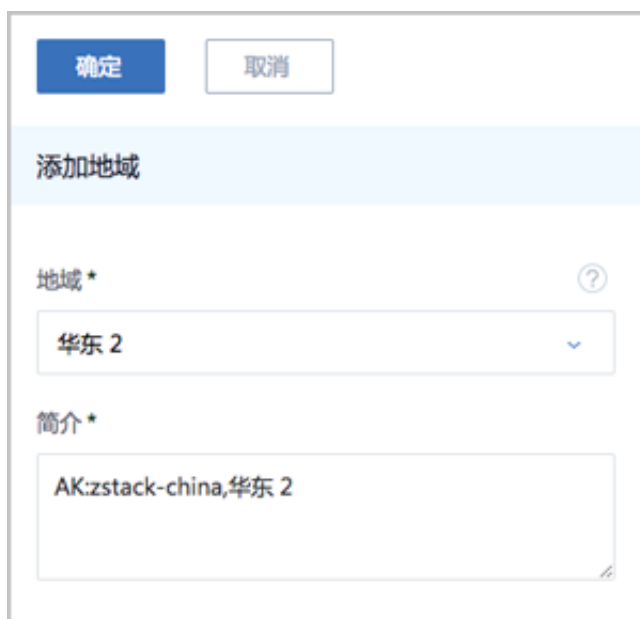 确定 取消
添加地域
地域 *
?
华东 2
简介 *
AK:zstack-china,华东 2